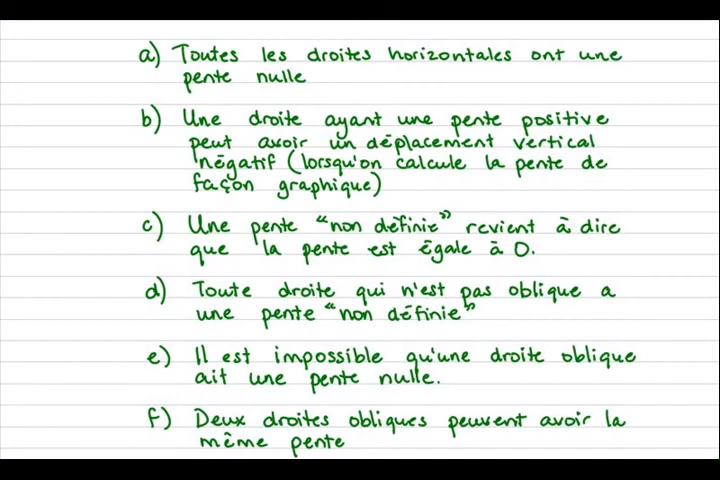 a) Toutes les droites horizontales ont une
pente nulle
b) Une droite ayant une pente positive
peut avoir un déplacement vertical
négatif (lorsqu'on calcule la pente de
façon graphique)
c) Une pente "non définie" revient à dire
que la pente est égale à 0.
d) Toute droite qui n'est pas oblique a
une pente "non définie"
e) Il est impossible qu'une droite oblique
ait une pente nulle.
f) Deux droites obliques peuvent avoir la
même pente